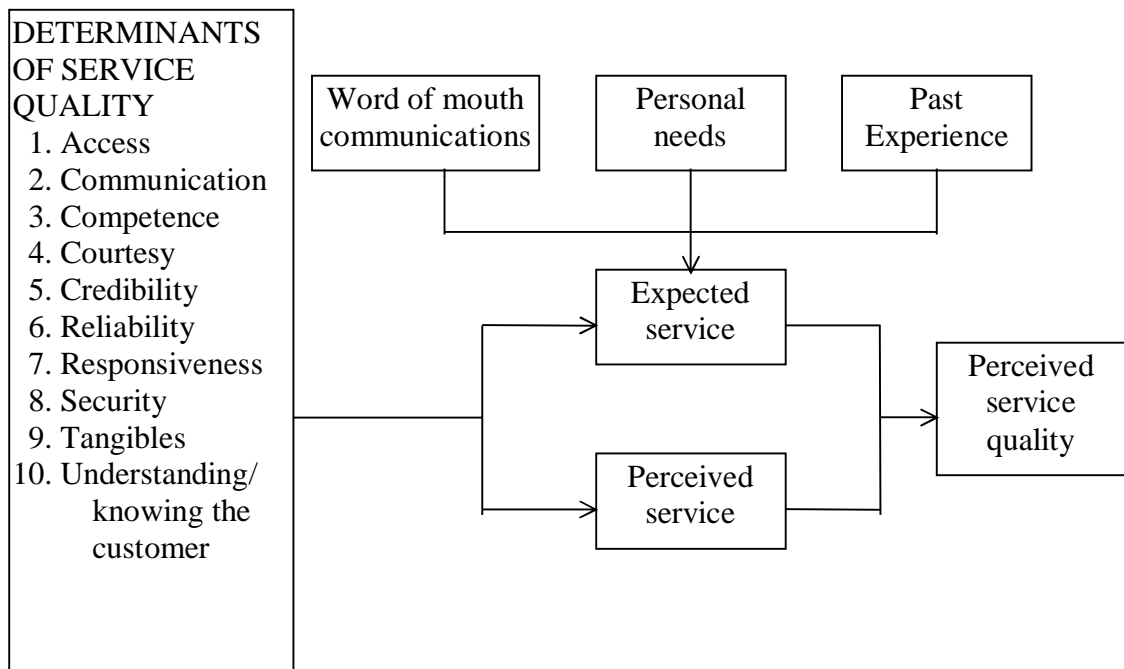 DETERMINANTS
OF SERVICE
QUALITY
1. Access
2. Communication
3. Competence
4. Courtesy
5. Credibility
6. Reliability
7. Responsiveness
8. Security
9. Tangibles
10. Understanding/
knowing the
customer
Word of mouth
communications
Personal
needs
Past
Experience
Expected
service
Perceived
service
Perceived
service
quality